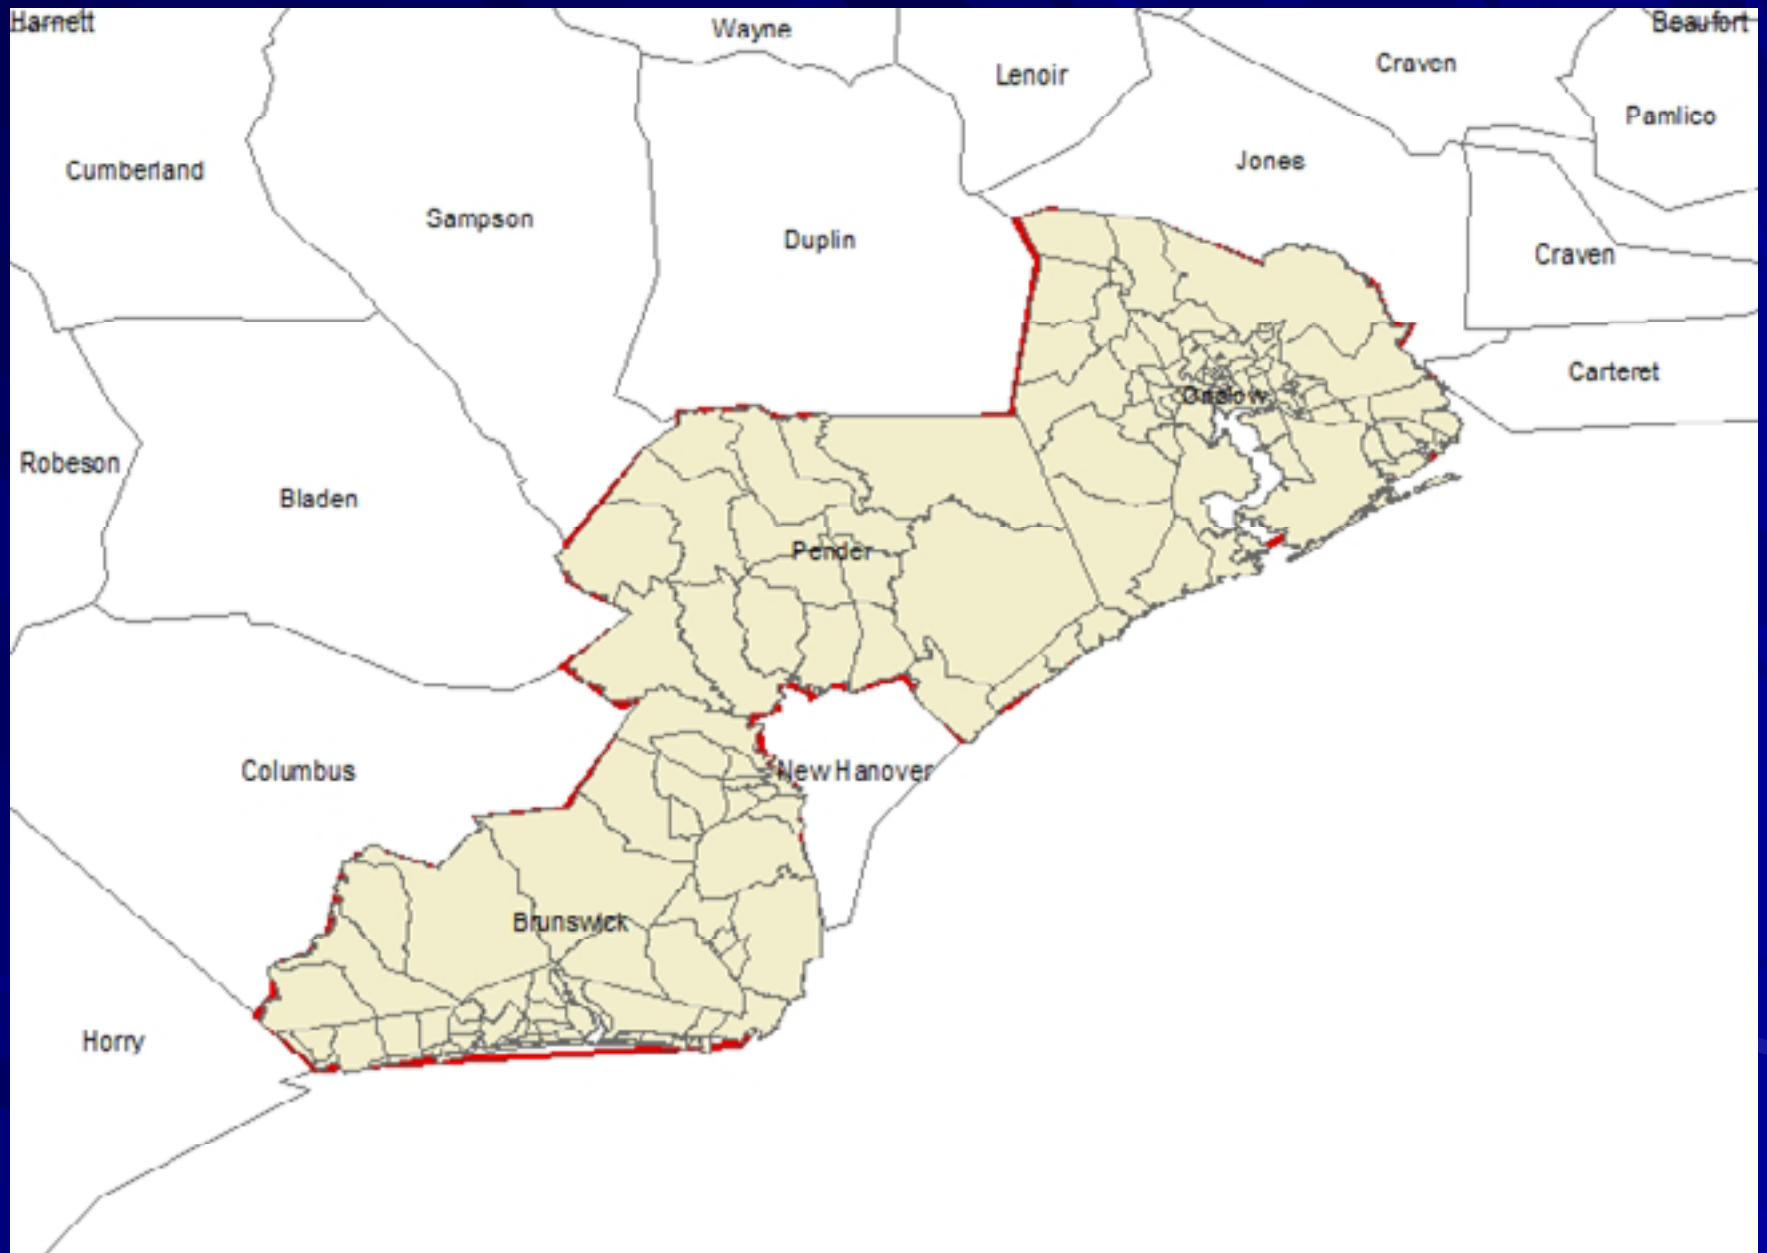 Harnett
Wayne
Beaufort
Lenoir
Craven
Pamlico
Cumberland
Jones
Sampson
Duplin
Craven
Carteret
Onslow
Robeson
Bladen
Pender
Columbus
New Hanover
Brunswick
Horry